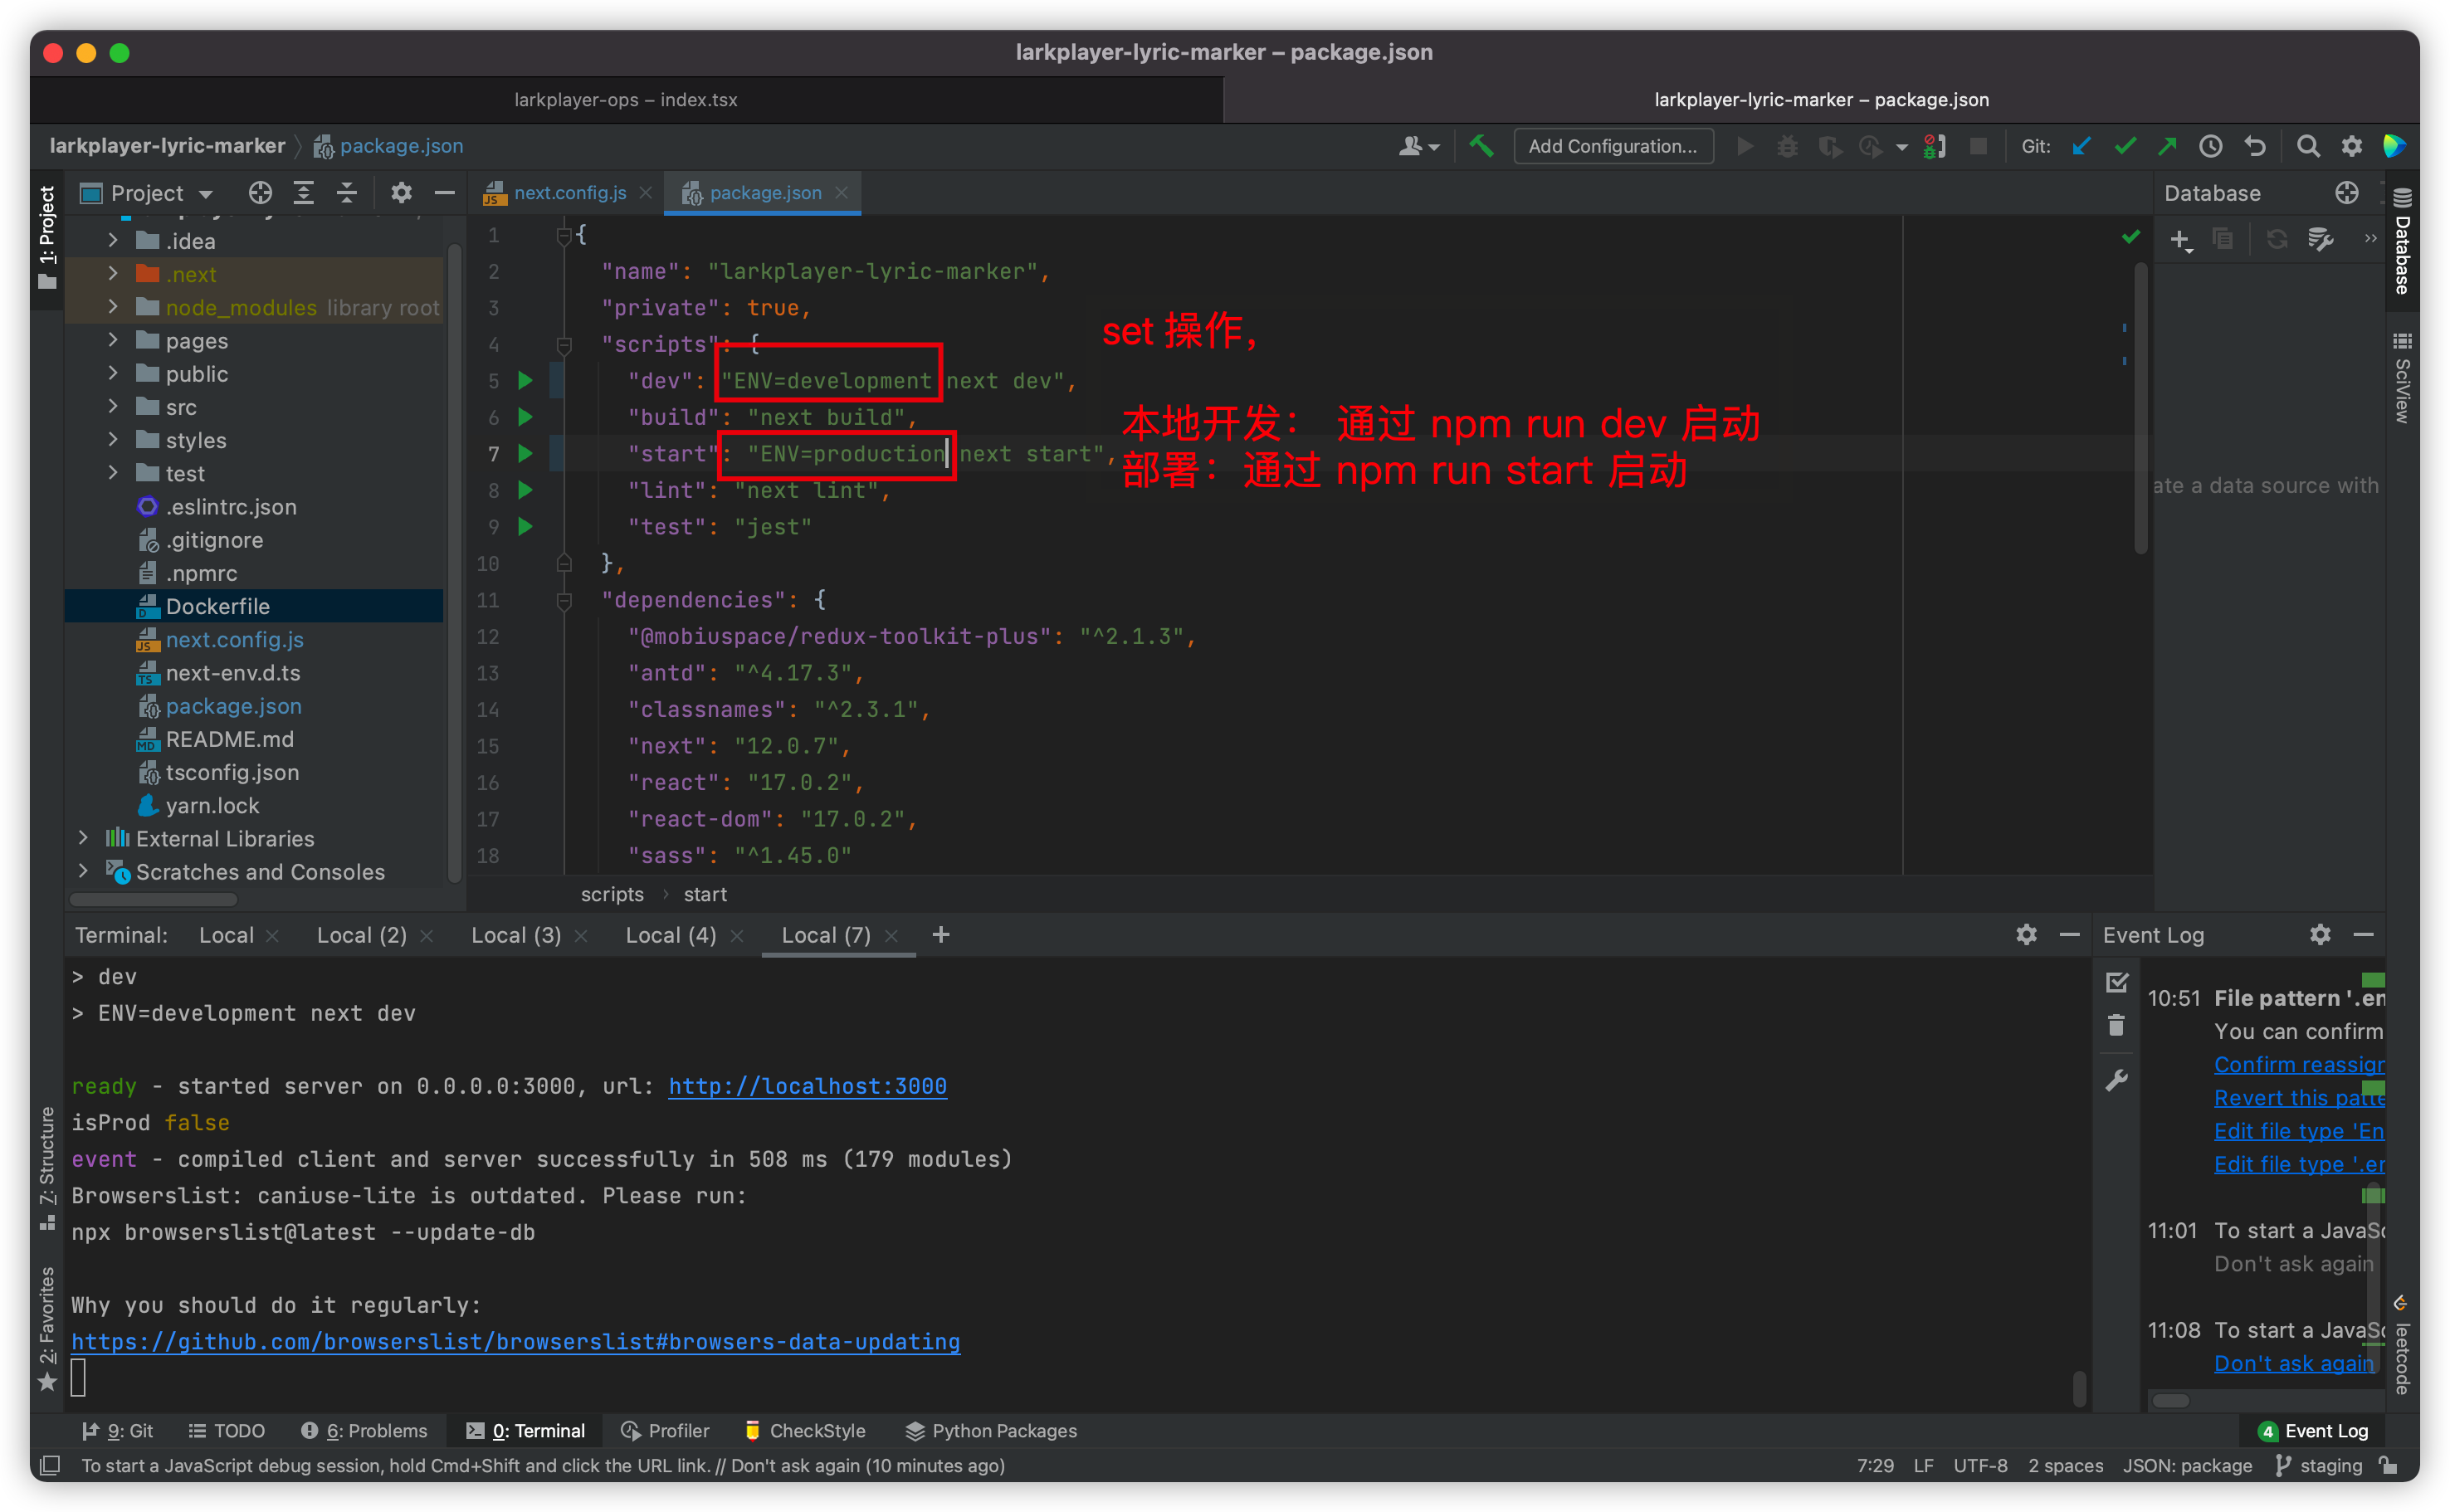 larkplayer-lyric-marker – package.json
larkplayer-ops – index.tsx
larkplayer-lyric-marker – package.json
larkplayer-lyric-marker
package.json
Add Configuration...
Git:
1: Project
Project
next.config.js
package.json
Database
Database
SciView
.idea
.next
node_modules library root
pages
public
src
styles
test
.eslintrc.json
.gitignore
.npmrc
Dockerfile
next.config.js
next-env.d.ts
package.json
README.md
tsconfig.json
yarn.lock
External Libraries
Scratches and Consoles
1 {
2 "name": "larkplayer-lyric-marker",
3 "private": true,
4 "scripts": {
5 "dev": "ENV=development next dev",
6 "build": "next build",
7 "start": "ENV=production next start",
8 "lint": "next lint",
9 "test": "jest"
10 },
11 "dependencies": {
12 "@mobiuspace/redux-toolkit-plus": "^2.1.3",
13 "antd": "^4.17.3",
14 "classnames": "^2.3.1",
15 "next": "12.0.7",
16 "react": "17.0.2",
17 "react-dom": "17.0.2",
18 "sass": "^1.45.0"
set 操作，
本地开发： 通过 npm run dev 启动
部署：通过 npm run start 启动
ate a data source with
scripts › start
Terminal: Local Local (2) Local (3) Local (4) Local (7)
> dev
> ENV=development next dev
ready - started server on 0.0.0.0:3000, url: http://localhost:3000
isProd false
event - compiled client and server successfully in 508 ms (179 modules)
Browserslist: caniuse-lite is outdated. Please run:
npx browserslist@latest --update-db
Why you should do it regularly:
https://github.com/browserslist/browserslist#browsers-data-updating
Event Log
10:51 File pattern '.en
You can confirm
Confirm reassign
Revert this patte
Edit file type 'En
Edit file type '.en
11:01 To start a JavaSc
Don't ask again
11:08 To start a JavaSc
Don't ask again
7: Structure
2: Favorites
leetcode
9: Git
TODO
6: Problems
0: Terminal
Profiler
CheckStyle
Python Packages
4 Event Log
To start a JavaScript debug session, hold Cmd+Shift and click the URL link. // Don't ask again (10 minutes ago)
7:29 LF UTF-8 2 spaces JSON: package staging